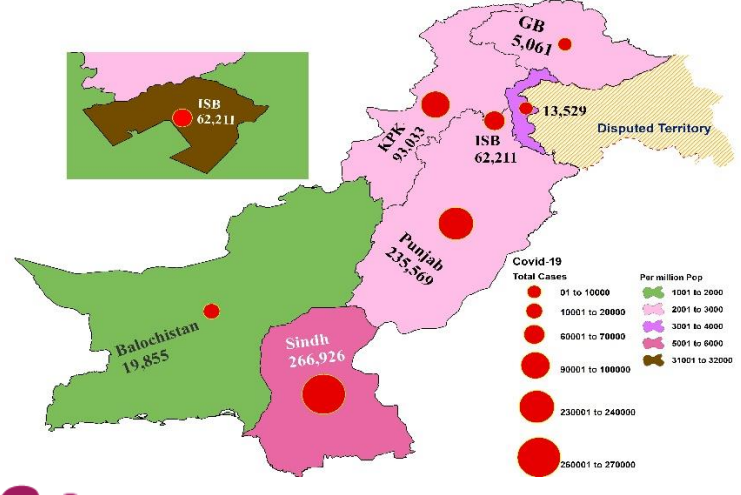 GB
5,061
ISB
62,211
13,529
Disputed Territory
KPK
93,033
ISB
62,211
Punjab
235,569
Balochistan
19,855
Sindh
266,926
Covid-19
Total Cases
01 to 10000
10001 to 20000
60001 to 70000
90001 to 100000
230001 to 240000
260001 to 270000
Per million Pop
1001 to 2000
2001 to 3000
3001 to 4000
5001 to 6000
31001 to 32000